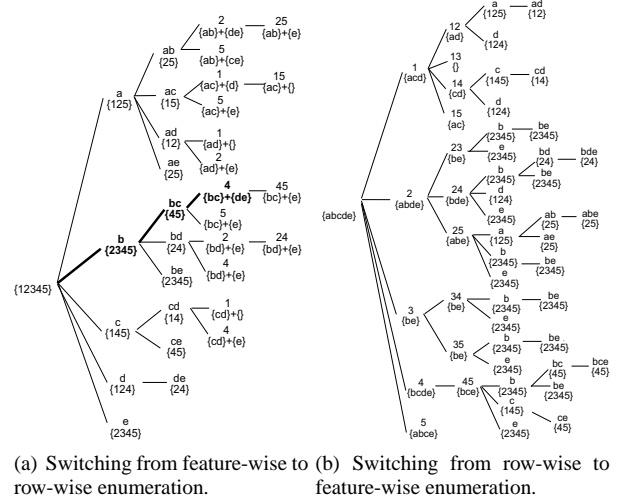 2 25
{ab}+{de} {ab}+{e}
ab 5
{25} {ab}+{ce}
1 15
{ac}+{d} {ac}+{}
a ac 5
{125} {15} {ac}+{e}
ad 1
{12} {ad}+{}
ae 2
{25} {ad}+{e}
4 45
{bc}+{de} {bc}+{e}
bc 5
{45} {bc}+{e}
b bd 2 24
{2345} {24} {bd}+{e} {bd}+{e}
be 4
{2345} {bd}+{e}
{12345}
cd 1
{14} {cd}+{}
c ce 4
{145} {45} {cd}+{e}
d de
{124} {24}
e
{2345}
(a) Switching from feature-wise to
row-wise enumeration.
a ad
{125} {12}
12 d
{ad} {124}
1 13
{acd} {}
14 c cd
{cd} {145} {14}
15 d
{ac} {124}
23 b be
{be} {2345} {2345}
e
{2345}
2 24 b bd bde
{abde} {bde} {2345} {24} {24}
be
{2345}
d
{124}
e
{2345}
25 a ab abe
{abe} {125} {25} {25}
ae
{25}
b be
{2345} {2345}
e
{2345}
{abcde}
3 34 b be
{be} {be} {2345} {2345}
e
{2345}
35 b be
{be} {2345} {2345}
e
{2345}
4 45 b bc bce
{bcde} {bce} {2345} {45} {45}
be
{2345}
c ce
{145} {45}
5 e
{abce} {2345}
(b) Switching from row-wise to
feature-wise enumeration.